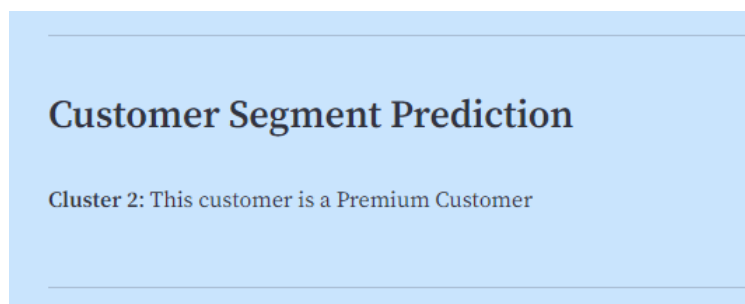 Customer Segment Prediction
Cluster 2: This customer is a Premium Customer